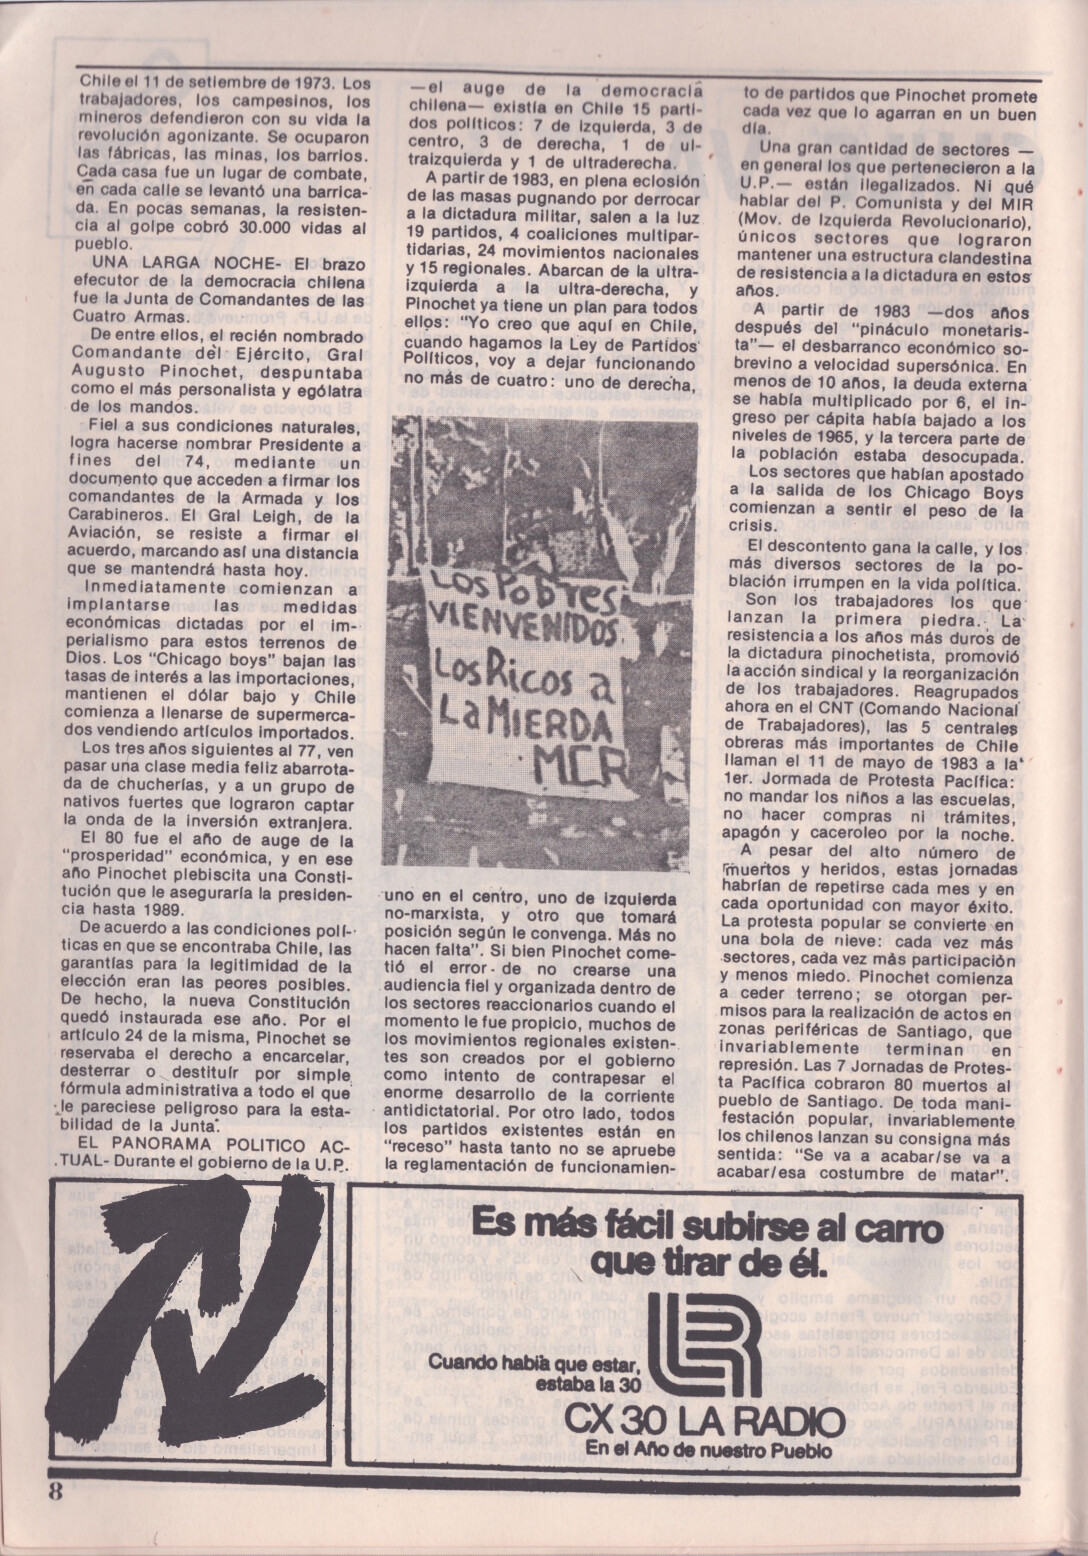 Chile el 11 de setiembre de 1973. Los
trabajadores, los campesinos, los
mineros defendieron con su vida la
revolución agonizante. Se ocuparon
las fábricas, las minas, los barrios.
Cada casa fue un lugar de combate,
en cada calle se levantó una barrica-
da. En pocas semanas, la resisten-
cia al golpe cobró 30.000 vidas al
pueblo.
UNA LARGA NOCHE- El brazo
efecutor de la democracia chilena
fue la Junta de Comandantes de las
Cuatro Armas.
De entre ellos, el recién nombrado
Comandante del Ejército, Gral
Augusto Pinochet, despuntaba
como el más personalista y ególatra
de los mandos.
Fiel a sus condiciones naturales,
logra hacerse nombrar Presidente a
fines del 74, mediante un
documento que acceden a firmar los
comandantes de la Armada y los
Carabineros. El Gral Leigh, de la
Aviación, se resiste a firmar el
acuerdo, marcando así una distancia
que se mantendrá hasta hoy.
Inmediatamente comienzan a
implantarse las medidas
económicas dictadas por el im-
perialismo para estos terrenos de
Dios. Los "Chicago boys" bajan las
tasas de interés a las importaciones,
mantienen el dólar bajo y Chile
comienza a llenarse de supermerca-
dos vendiendo artículos importados.
Los tres años siguientes al 77, ven
pasar una clase media feliz abarrota-
da de chucherías, y a un grupo de
nativos fuertes que lograron captar
la onda de la inversión extranjera.
El 80 fue el año de auge de la
"prosperidad" económica, y en ese
año Pinochet plebiscita una Consti-
tución que le aseguraría la presiden-
cia hasta 1989.
De acuerdo a las condiciones polí-
ticas en que se encontraba Chile, las
garantías para la legitimidad de la
elección eran las peores posibles.
De hecho, la nueva Constitución
quedó instaurada ese año. Por el
artículo 24 de la misma, Pinochet se
reservaba el derecho a encarcelar,
desterrar o destituír por simple
fórmula administrativa a todo el que
le pareciese peligroso para la esta-
bilidad de la Junta.
EL PANORAMA POLITICO AC-
TUAL- Durante el gobierno de la U.P.
—el auge de la democracia
chilena— existía en Chile 15 parti-
dos políticos: 7 de izquierda, 3 de
centro, 3 de derecha, 1 de ul-
traizquierda y 1 de ultraderecha.
A partir de 1983, en plena eclosión
de las masas pugnando por derrocar
a la dictadura militar, salen a la luz
19 partidos, 4 coaliciones multipar-
tidarias, 24 movimientos nacionales
y 15 regionales. Abarcan de la ultra-
izquierda a la ultra-derecha, y
Pinochet ya tiene un plan para todos
ellos: "Yo creo que aquí en Chile,
cuando hagamos la Ley de Partidos
Políticos, voy a dejar funcionando
no más de cuatro: uno de derecha,
LOS PobreS
VIENVENIDOS.
LOS RICOS a
La MIERDA
MCR
uno en el centro, uno de izquierda
no-marxista, y otro que tomará
posición según le convenga. Más no
hacen falta". Si bien Pinochet come-
tió el error de no crearse una
audiencia fiel y organizada dentro de
los sectores reaccionarios cuando el
momento le fue propicio, muchos de
los movimientos regionales existen-
tes son creados por el gobierno
como intento de contrapesar el
enorme desarrollo de la corriente
antidictatorial. Por otro lado, todos
los partidos existentes están en
"receso" hasta tanto no se apruebe
la reglamentación de funcionamien-
to de partidos que Pinochet promete
cada vez que lo agarran en un buen
día.
Una gran cantidad de sectores —
en general los que pertenecieron a la
U.P.— están ilegalizados. Ni qué
hablar del P. Comunista y del MIR
(Mov. de Izquierda Revolucionario),
únicos sectores que lograron
mantener una estructura clandestina
de resistencia a la dictadura en estos
años.
A partir de 1983 —dos años
después del "pináculo monetaris-
ta"— el desbarranco económico so-
brevino a velocidad supersónica. En
menos de 10 años, la deuda externa
se había multiplicado por 6, el in-
greso per cápita había bajado a los
niveles de 1965, y la tercera parte de
la población estaba desocupada.
Los sectores que habían apostado
a la salida de los Chicago Boys
comienzan a sentir el peso de la
crisis.
El descontento gana la calle, y los
más diversos sectores de la po-
blación irrumpen en la vida política.
Son los trabajadores los que
lanzan la primera piedra. La
resistencia a los años más duros de
la dictadura pinochetista, promovió
la acción sindical y la reorganización
de los trabajadores. Reagrupados
ahora en el CNT (Comando Nacional
de Trabajadores), las 5 centrales
obreras más importantes de Chile
llaman el 11 de mayo de 1983 a la
1er. Jornada de Protesta Pacífica:
no mandar los niños a las escuelas,
no hacer compras ni trámites,
apagón y caceroleo por la noche.
A pesar del alto número de
muertos y heridos, estas jornadas
habrían de repetirse cada mes y en
cada oportunidad con mayor éxito.
La protesta popular se convierte en
una bola de nieve: cada vez más
sectores, cada vez más participación
y menos miedo. Pinochet comienza
a ceder terreno; se otorgan per-
misos para la realización de actos en
zonas periféricas de Santiago, que
invariablemente terminan en
represión. Las 7 Jornadas de Protes-
ta Pacífica cobraron 80 muertos al
pueblo de Santiago. De toda mani-
festación popular, invariablemente
los chilenos lanzan su consigna más
sentida: "Se va a acabar/se va a
acabar/esa costumbre de matar".
Es más fácil subirse al carro
que tirar de él.
Cuando había que estar,
estaba la 30
LR
CX 30 LA RADIO
En el Año de nuestro Pueblo
8